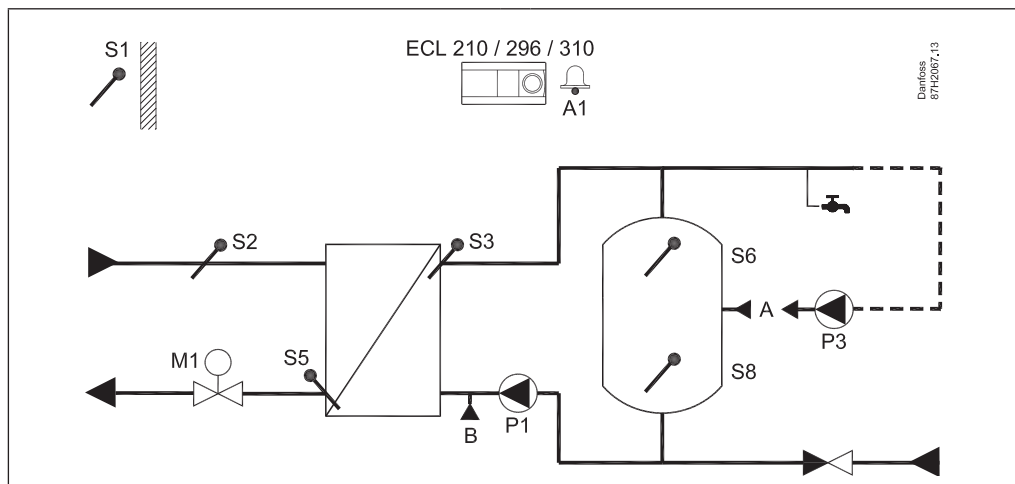 S1
ECL 210 / 296 / 310
A1
Danfoss
87H2067.13
S2
S3
S6
A
P3
M1
S5
S8
B
P1